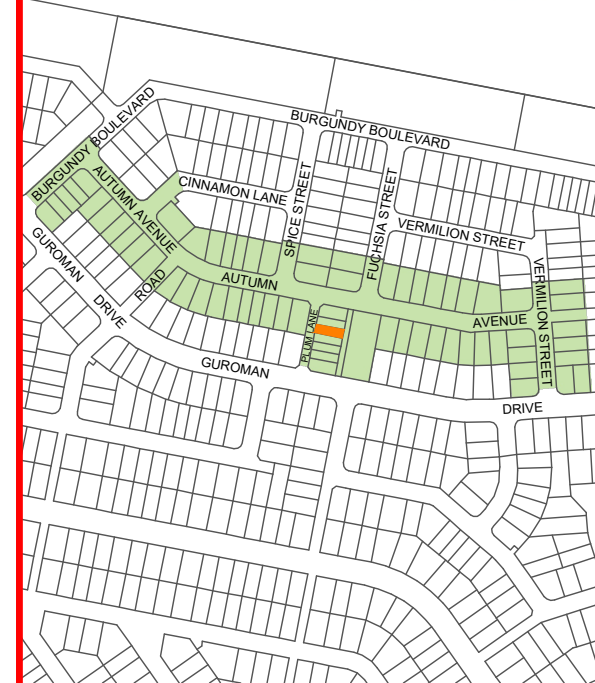 BURGUNDY BOULEVARD
BURGUNDY BOULEVARD
CINNAMON LANE
AUTUMN AVENUE
SPICE STREET
FUCHSIA STREET
VERMILION STREET
GUROMAN
DRIVE
ROAD
AUTUMN
AVENUE
VERMILION STREET
PLUM LANE
GUROMAN
DRIVE